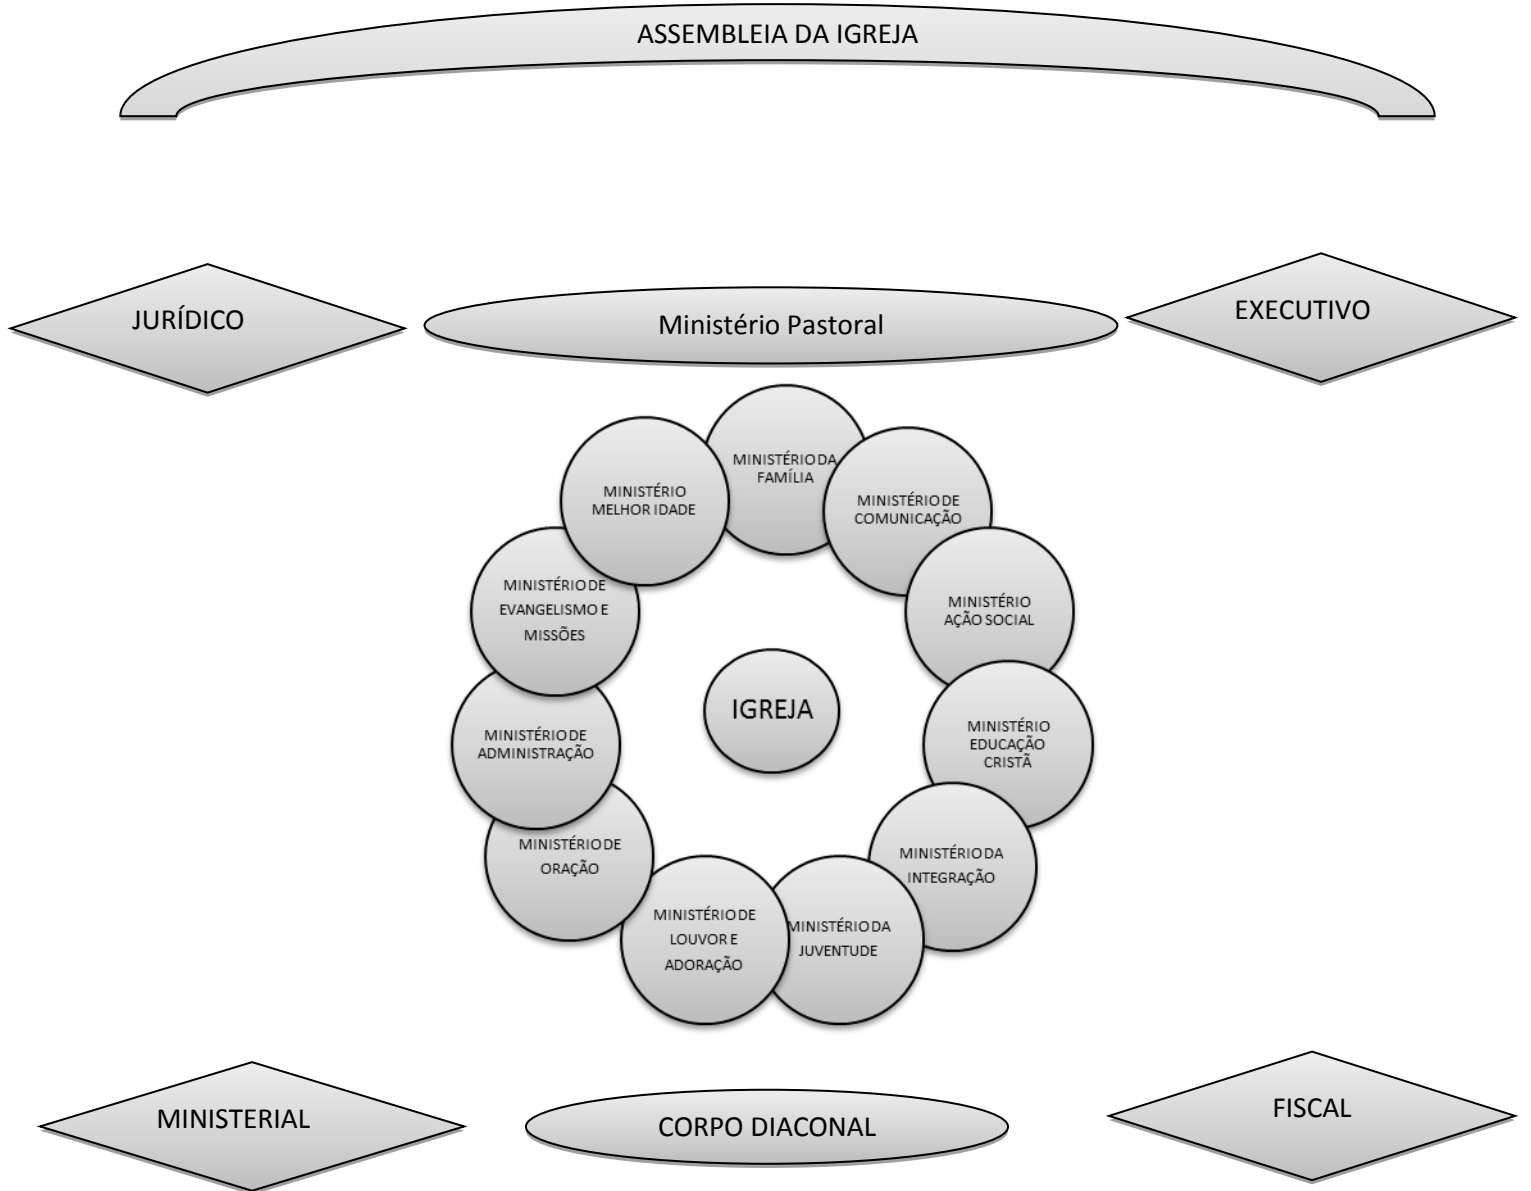 ASSEMBLEIA DA IGREJA
JURÍDICO
Ministério Pastoral
EXECUTIVO
MINISTÉRIO DA
FAMÍLIA
MINISTÉRIO DE
COMUNICAÇÃO
MINISTÉRIO
AÇÃO SOCIAL
MINISTÉRIO
EDUCAÇÃO
CRISTÃ
MINISTÉRIO DA
INTEGRAÇÃO
MINISTÉRIO DA
JUVENTUDE
MINISTÉRIO DE
LOUVOR E
ADORAÇÃO
MINISTÉRIO DE
ORAÇÃO
MINISTÉRIO DE
ADMINISTRAÇÃO
MINISTÉRIO DE
EVANGELISMO E
MISSÕES
MINISTÉRIO
MELHOR IDADE
IGREJA
MINISTERIAL
CORPO DIACONAL
FISCAL